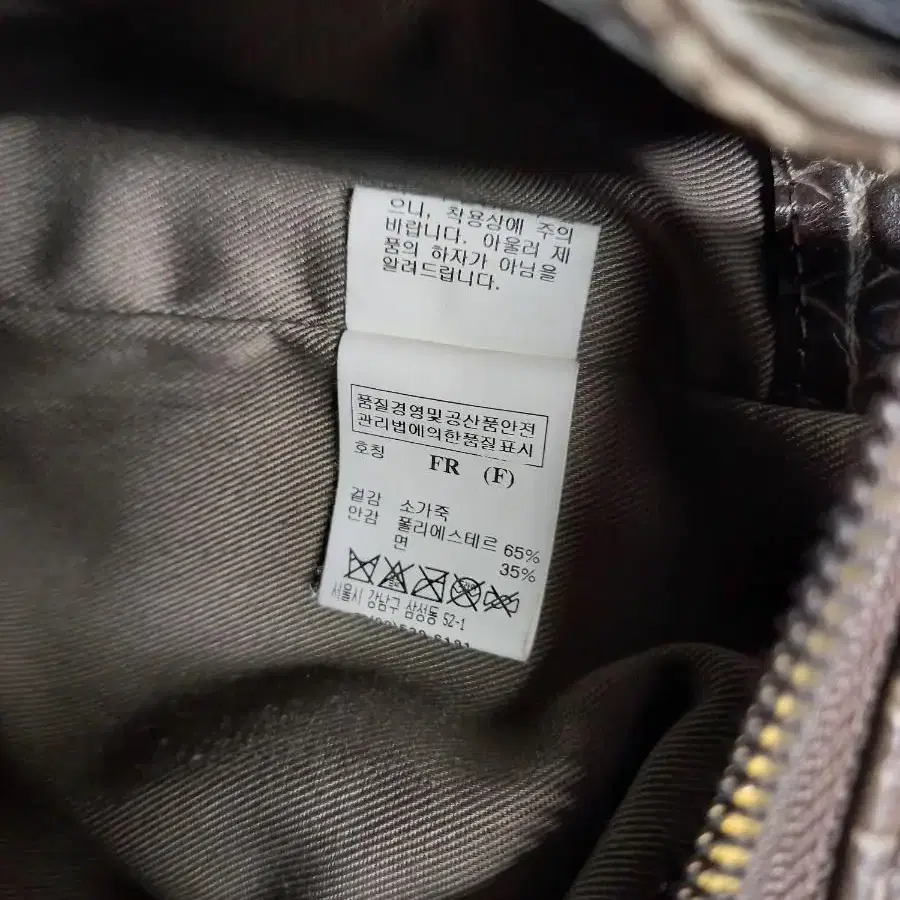 으니, 착용상에 주의
바랍니다. 아울러 제
품의 하자가 아님을
알려드립니다.
품질경영및공산품안전
관리법에의한품질표시
호칭 FR (F)
겉감 소가죽
안감 폴리에스테르 65%
면 35%
서울시 강남구 삼성동 52-1